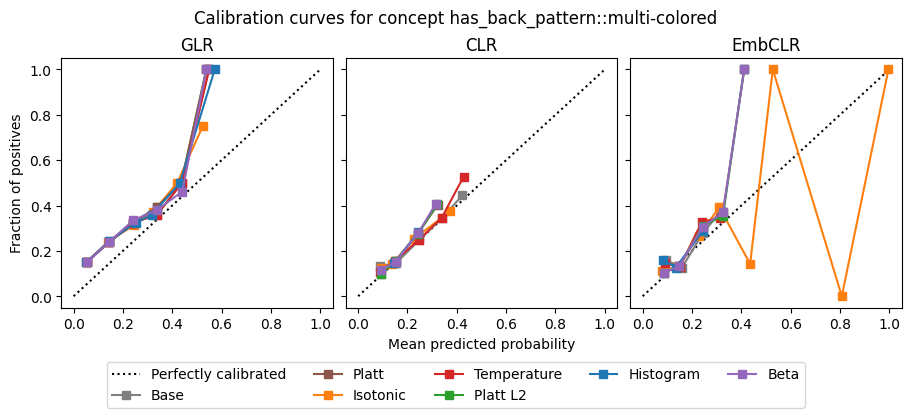 Calibration curves for concept has_back_pattern::multi-colored
GLR
CLR
EmbCLR
Fraction of positives
1.0
0.8
0.6
0.4
0.2
0.0
0.0 0.2 0.4 0.6 0.8 1.0
0.0 0.2 0.4 0.6 0.8 1.0
0.0 0.2 0.4 0.6 0.8 1.0
Mean predicted probability
Perfectly calibrated
Base
Platt
Isotonic
Temperature
Platt L2
Histogram
Beta